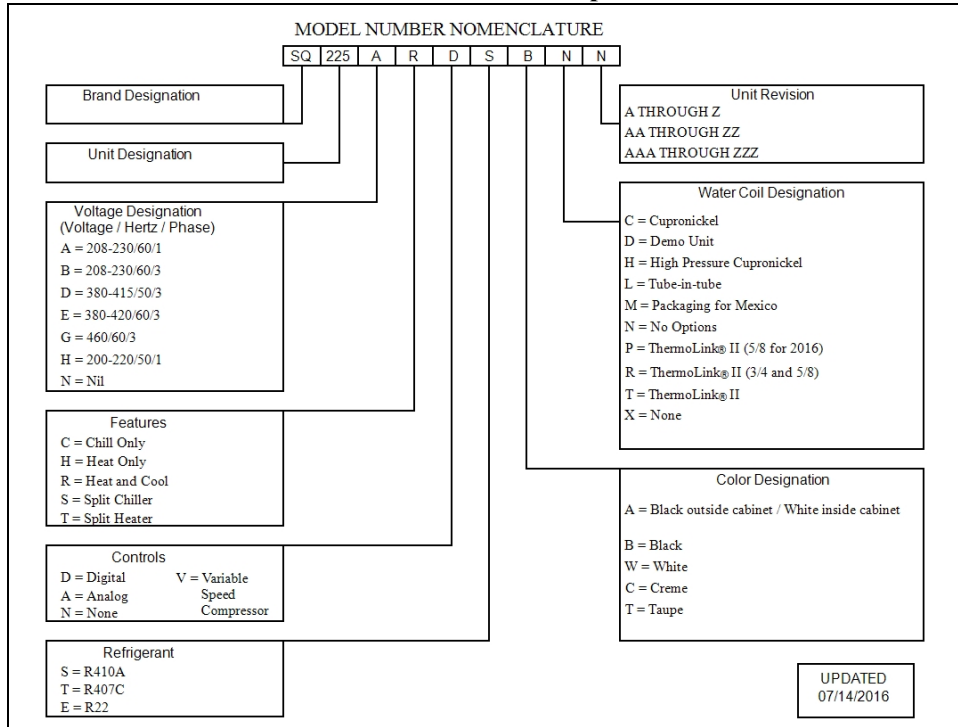 MODEL NUMBER NOMENCLATURE
SQ 225 A R D S B N N
Brand Designation
Unit Designation
Voltage Designation
(Voltage / Hertz / Phase)
A = 208-230/60/1
B = 208-230/60/3
D = 380-415/50/3
E = 380-420/60/3
G = 460/60/3
H = 200-220/50/1
N = Nil
Features
C = Chill Only
H = Heat Only
R = Heat and Cool
S = Split Chiller
T = Split Heater
Controls
D = Digital
A = Analog
N = None
V = Variable
Speed
Compressor
Refrigerant
S = R410A
T = R407C
E = R22
Unit Revision
A THROUGH Z
AA THROUGH ZZ
AAA THROUGH ZZZ
Water Coil Designation
C = Cupronickel
D = Demo Unit
H = High Pressure Cupronickel
L = Tube-in-tube
M = Packaging for Mexico
N = No Options
P = ThermoLink® II (5/8 for 2016)
R = ThermoLink® II (3/4 and 5/8)
T = ThermoLink® II
X = None
Color Designation
A = Black outside cabinet / White inside cabinet
B = Black
W = White
C = Creme
T = Taupe
UPDATED
07/14/2016